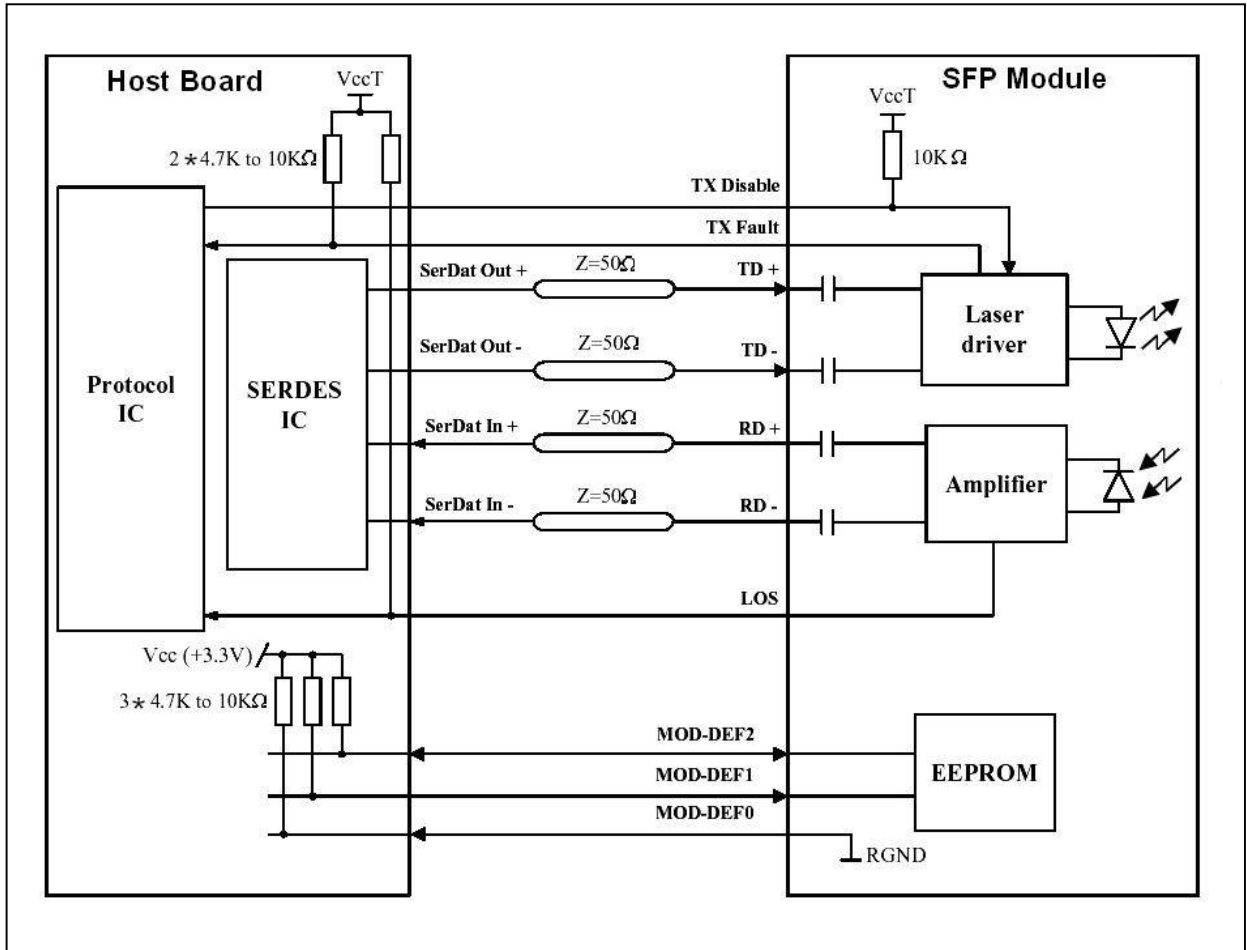 Host Board
SFP Module
VccT
VccT
2 * 4.7K to 10KΩ
10K Ω
TX Disable
TX Fault
SerDat Out +
Z=50Ω
TD +
SerDat Out -
Z=50Ω
TD -
Laser
driver
Protocol
IC
SERDES
IC
SerDat In +
Z=50Ω
RD +
SerDat In -
Z=50Ω
RD -
Amplifier
LOS
Vcc (+3.3V)
3 * 4.7K to 10KΩ
MOD-DEF2
MOD-DEF1
MOD-DEF0
EEPROM
RGND